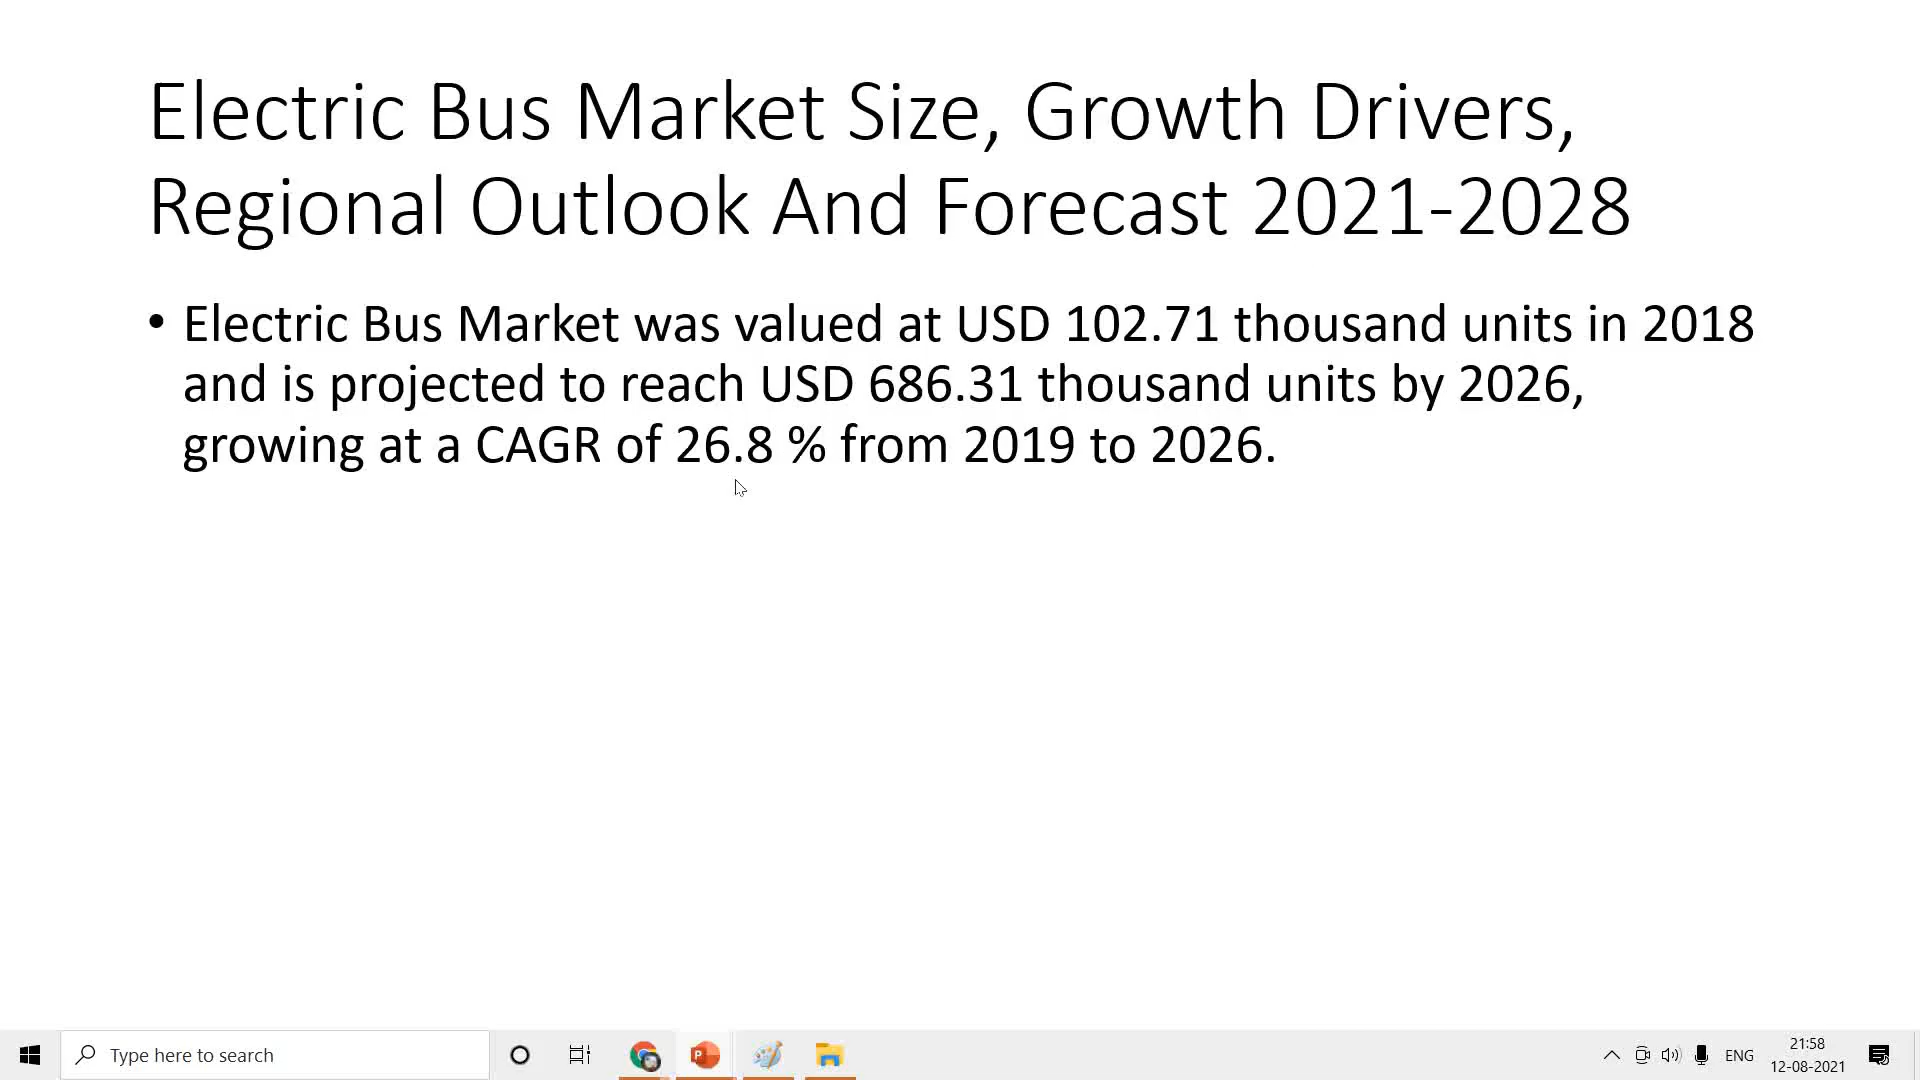 Electric Bus Market Size, Growth Drivers,
Regional Outlook And Forecast 2021-2028
• Electric Bus Market was valued at USD 102.71 thousand units in 2018
and is projected to reach USD 686.31 thousand units by 2026,
growing at a CAGR of 26.8 % from 2019 to 2026.
Type here to search
P
ENG
21:58
12-08-2021